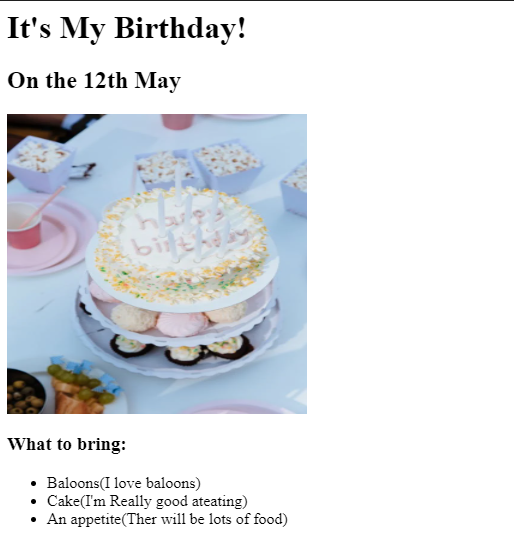 It's My Birthday!
On the 12th May
happy
birthday
What to bring:
Baloons(I love baloons)
Cake(I'm Really good ateating)
An appetite(Ther will be lots of food)